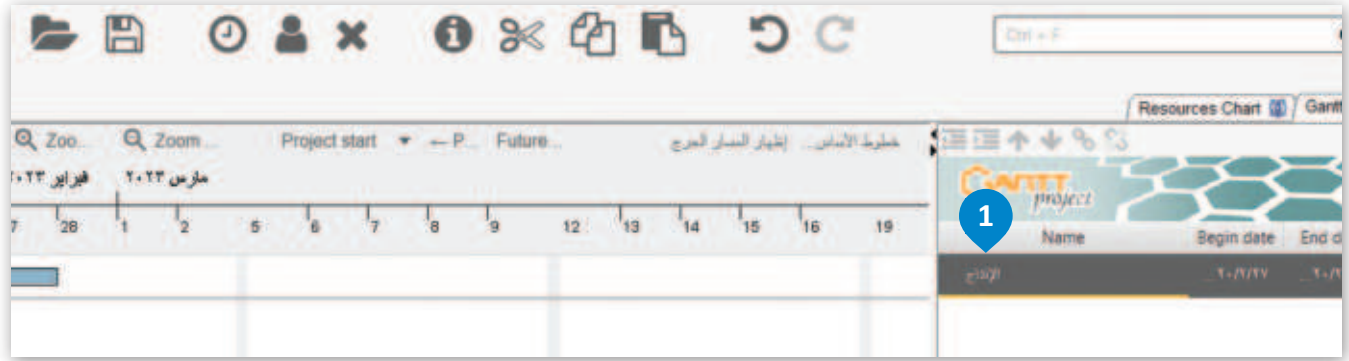 Ctrl + F
Resources Chart Gantt
Zoo... Zoom... Project start ← P... Future... إظهار المسار الحرج خطوط الأساس...
فبراير ٢٠٢٣ مارس ٢٠٢٣
GANTT project
7 28 1 2 5 6 7 8 9 12 13 14 15 16 19
1
Name Begin date End d
الإنتاج ...٢٠/٢/٢٧